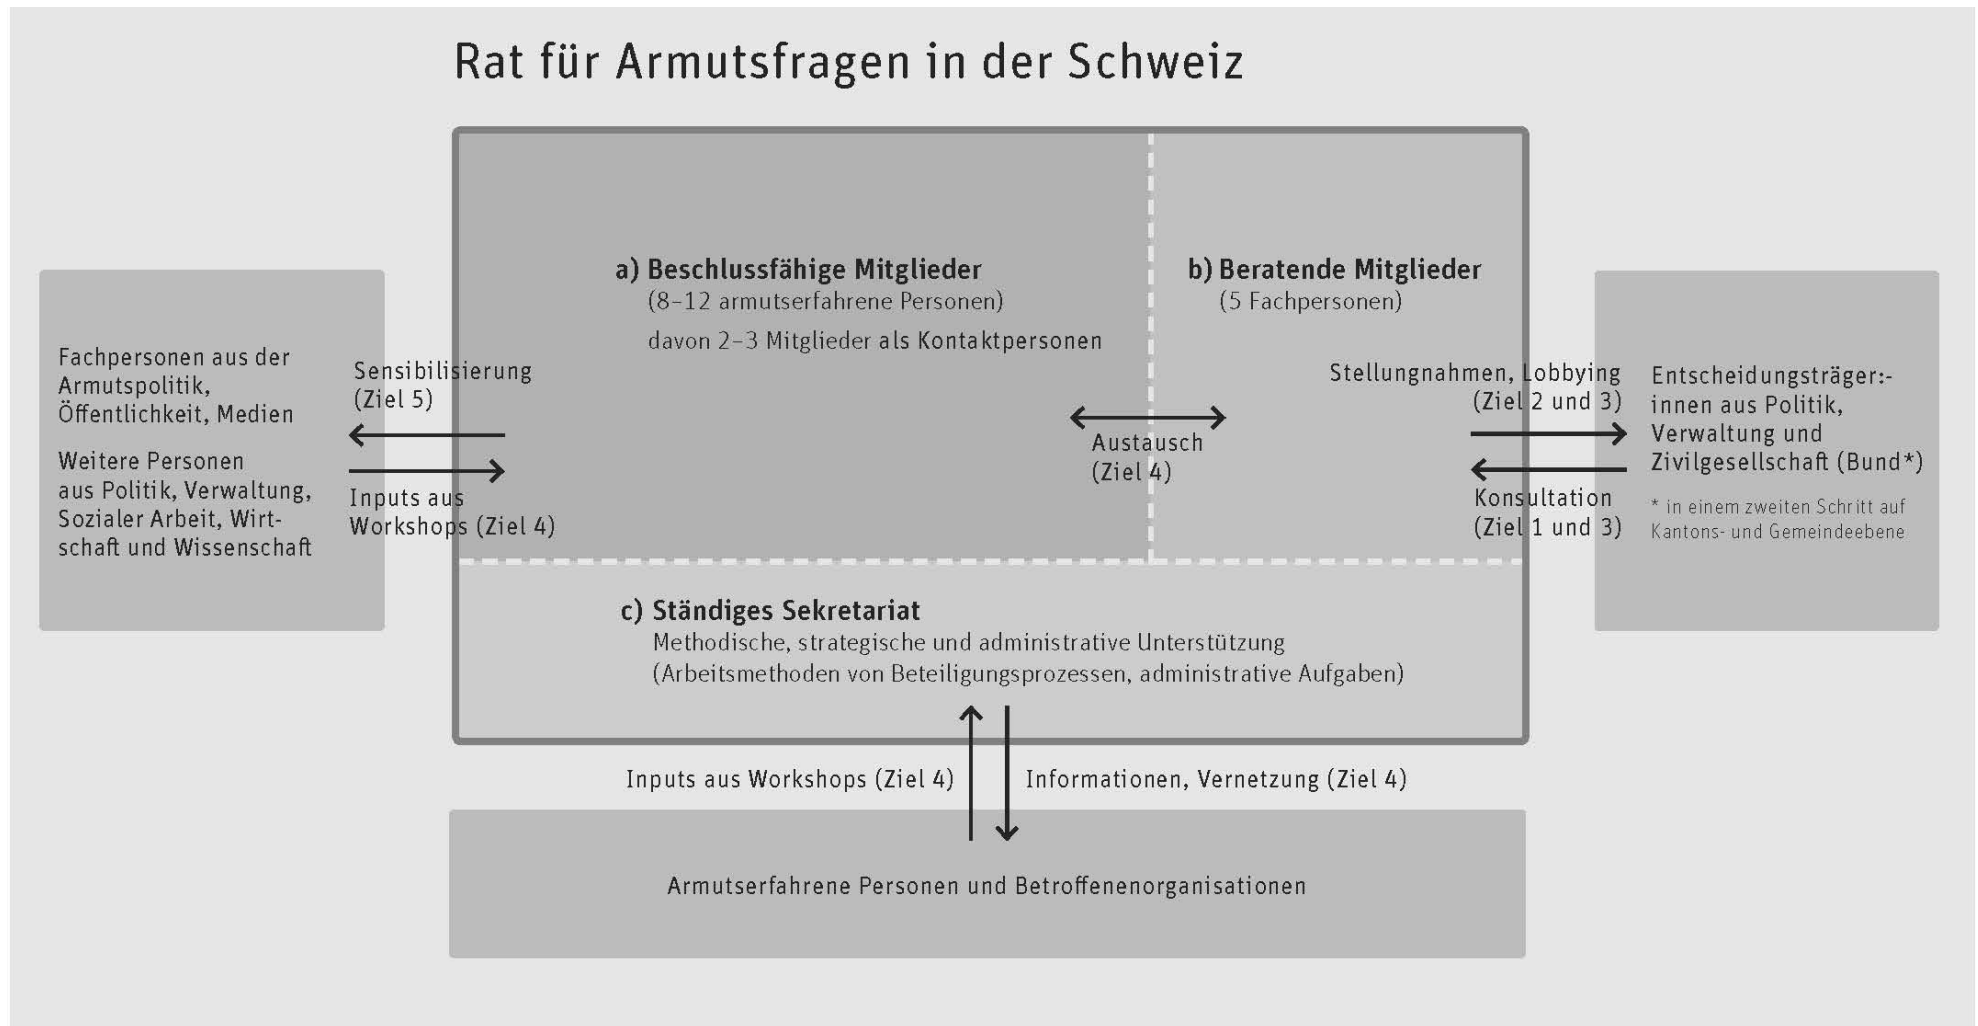 Rat für Armutsfragen in der Schweiz
a) Beschlussfähige Mitglieder
(8–12 armutserfahrene Personen)
davon 2–3 Mitglieder als Kontaktpersonen
b) Beratende Mitglieder
(5 Fachpersonen)
Fachpersonen aus der
Armutspolitik,
Öffentlichkeit, Medien
Weitere Personen
aus Politik, Verwaltung,
Sozialer Arbeit, Wirt-
schaft und Wissenschaft
Sensibilisierung
(Ziel 5)
Inputs aus
Workshops (Ziel 4)
Austausch
(Ziel 4)
Stellungnahmen, Lobbying
(Ziel 2 und 3)
Konsultation
(Ziel 1 und 3)
Entscheidungsträger:-
innen aus Politik,
Verwaltung und
Zivilgesellschaft (Bund*)
* in einem zweiten Schritt auf
Kantons- und Gemeindeebene
c) Ständiges Sekretariat
Methodische, strategische und administrative Unterstützung
(Arbeitsmethoden von Beteiligungsprozessen, administrative Aufgaben)
Inputs aus Workshops (Ziel 4)
Informationen, Vernetzung (Ziel 4)
Armutserfahrene Personen und Betroffenenorganisationen